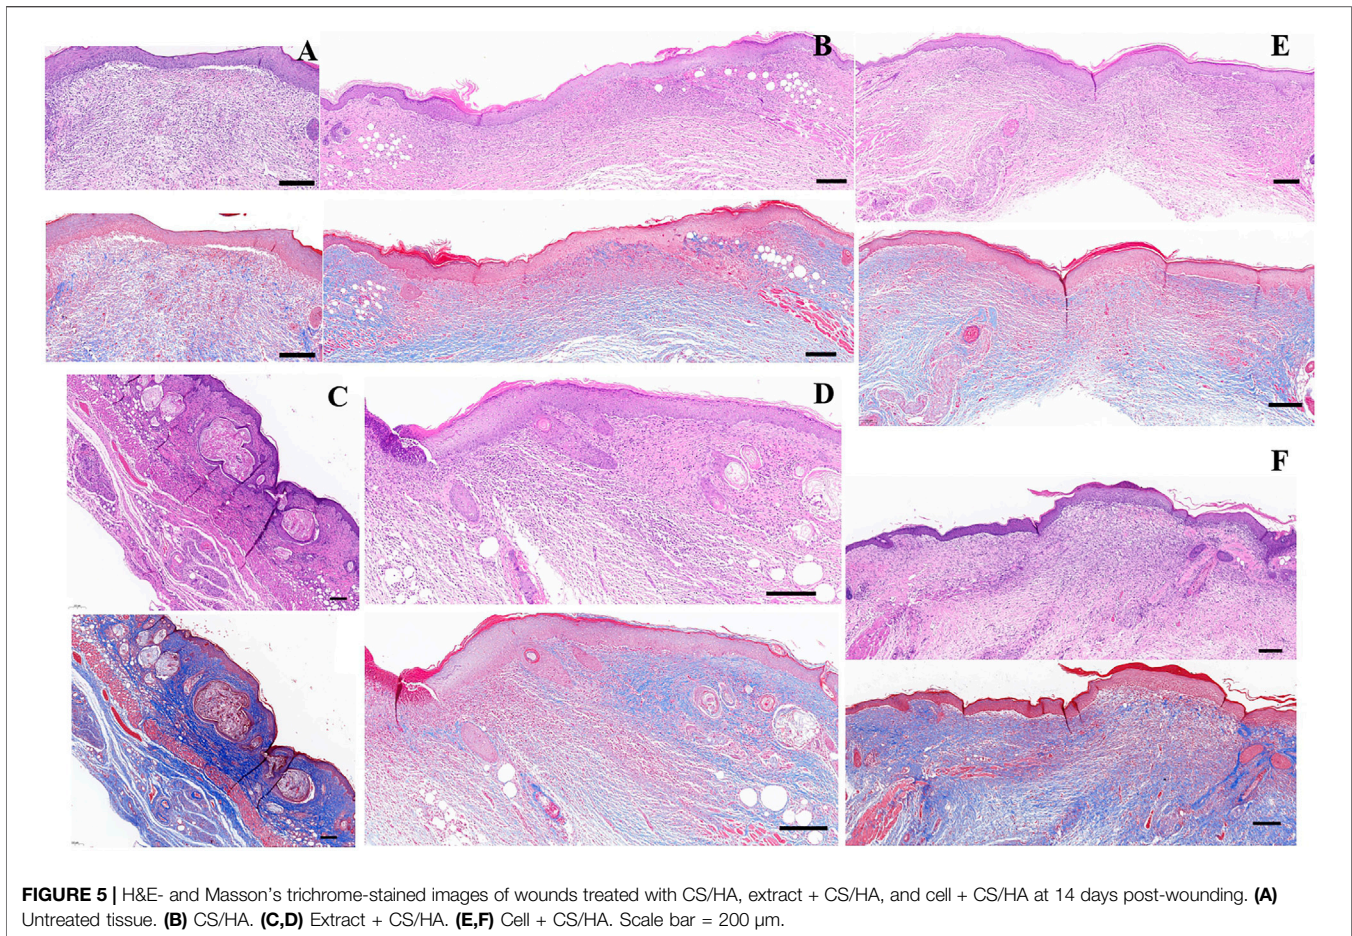 A
B
E
C
D
F
FIGURE 5 | H&E- and Masson’s trichrome-stained images of wounds treated with CS/HA, extract + CS/HA, and cell + CS/HA at 14 days post-wounding. (A)
Untreated tissue. (B) CS/HA. (C,D) Extract + CS/HA. (E,F) Cell + CS/HA. Scale bar = 200 μm.